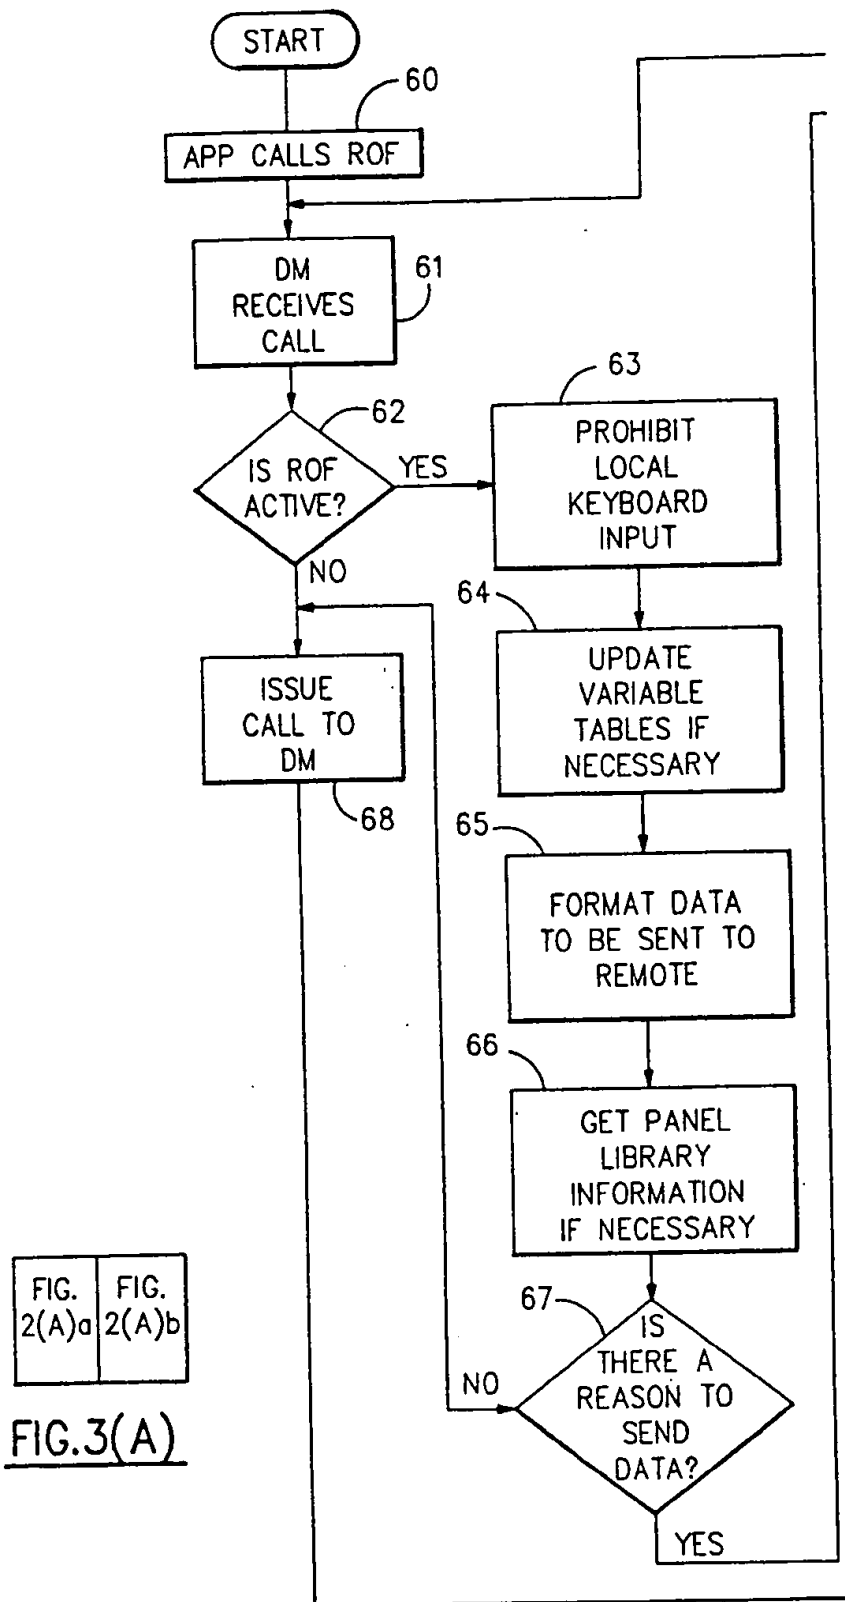 START
60
APP CALLS ROF
DM
RECEIVES
CALL
61
62
IS ROF
ACTIVE?
YES
NO
63
PROHIBIT
LOCAL
KEYBOARD
INPUT
64
UPDATE
VARIABLE
TABLES IF
NECESSARY
ISSUE
CALL TO
DM
68
65
FORMAT DATA
TO BE SENT TO
REMOTE
66
GET PANEL
LIBRARY
INFORMATION
IF NECESSARY
67
IS
THERE A
REASON TO
SEND
DATA?
NO
YES
FIG.
2(A)a
FIG.
2(A)b
FIG.3(A)